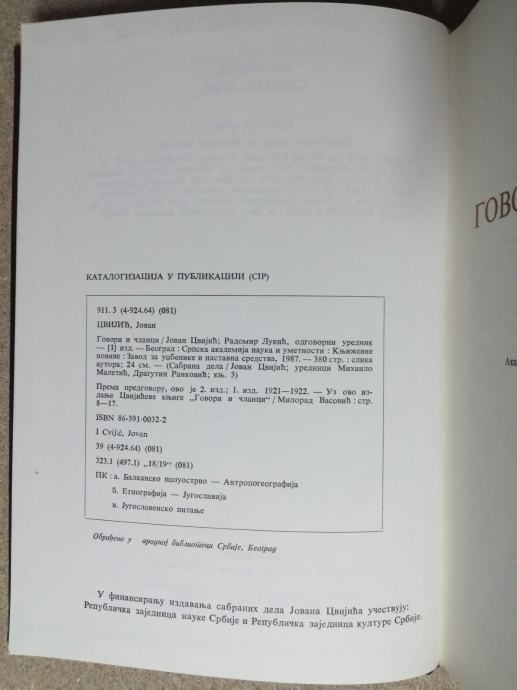 КАТАЛОГИЗАЦИЈА У ПУБЛИКАЦИЈИ (CIP)
911. 3 (4-924.64) (081)
ЦВИЈИЋ, Јован
Говори и чланци / Јован Цвијић; Радомир Лукић, одговорни уредник
— [1] изд. — Београд : Српска академија наука и уметности : Књижевне
новине : Завод за уџбенике и наставна средства, 1987. — 380 стр. : слика
аутора; 24 см. — (Сабрана дела / Јован Цвијић; уредници Михаило
Малетић, Драгутин Ранковић; књ. 3)
Према предговору, ово је 2. изд.; 1. изд. 1921—1922. — Уз ово из-
дање Цвијићеве књиге „Говори и чланци“ / Милорад Васовић : стр.
8—17.
ISBN 86-391-0032-2
I Cvijić, Jovan
39 (4-924.64) (081)
323.1 (497.1) „18/19“ (081)
ПК : а. Балканско полуострво — Антропогеографија
б. Етнографија — Југославија
в. Југословенско питање
Обрађено у ародној библиотеци Србије, Београд
У финансирању издавања сабраних дела Јована Цвијића учествују:
Републичка заједница науке Србије и Републичка заједница културе Србије.
ГОВО
Ака